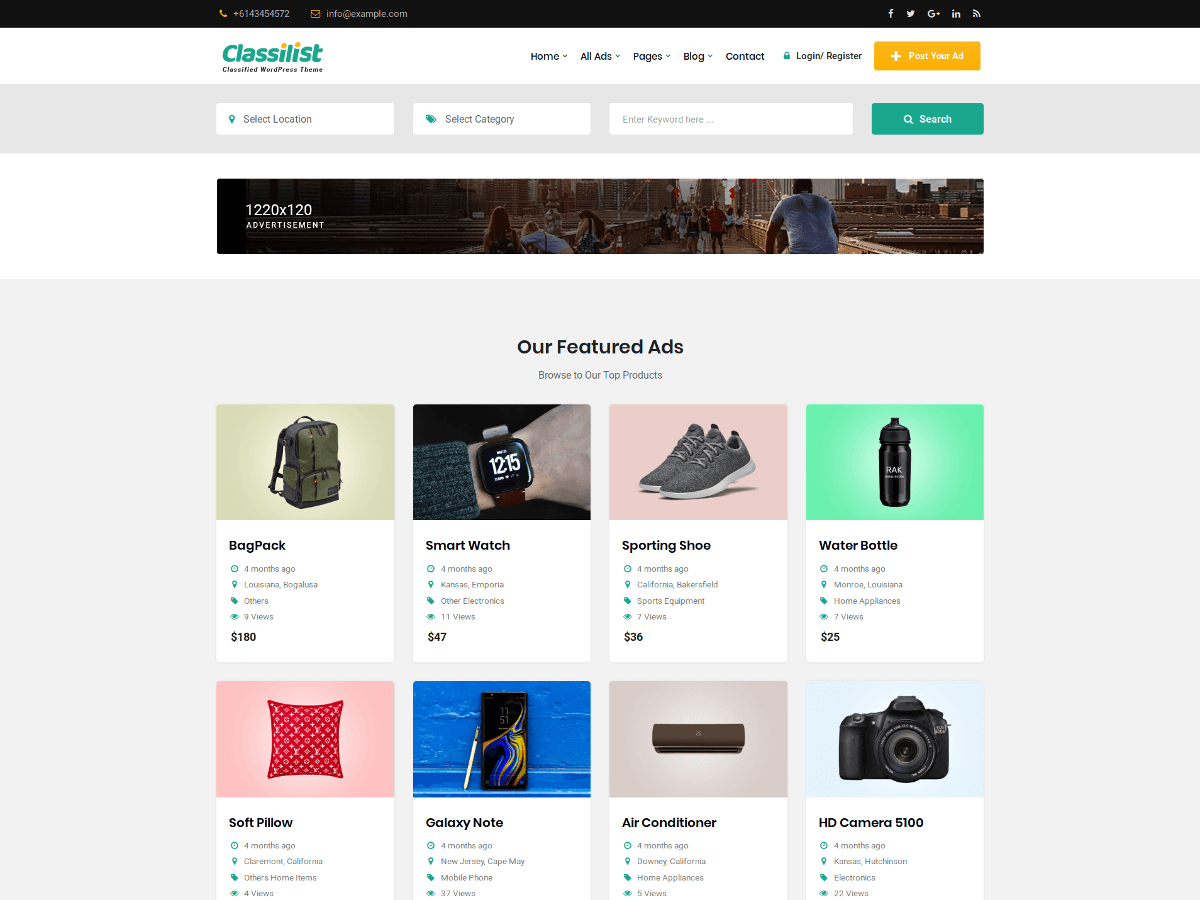 +6143454572 info@example.com
Classilist
Classified WordPress Theme
Home All Ads Pages Blog Contact Login/ Register Post Your Ad
Select Location Select Category Enter Keyword here ... Search
1220x120
ADVERTISEMENT
Our Featured Ads
Browse to Our Top Products
12:15
RAK
BagPack Smart Watch Sporting Shoe Water Bottle
4 months ago 4 months ago 4 months ago 4 months ago
Louisiana, Bogalusa Kansas, Emporia California, Bakersfield Monroe, Louisiana
Others Other Electronics Sports Equipment Home Appliances
9 Views 11 Views 7 Views 7 Views
$180 $47 $36 $25
11
51
Soft Pillow Galaxy Note Air Conditioner HD Camera 5100
4 months ago 4 months ago 4 months ago 4 months ago
Claremont, California New Jersey, Cape May Downey, California Kansas, Hutchinson
Others Home Items Mobile Phone Home Appliances Electronics
4 Views 37 Views 5 Views 22 Views